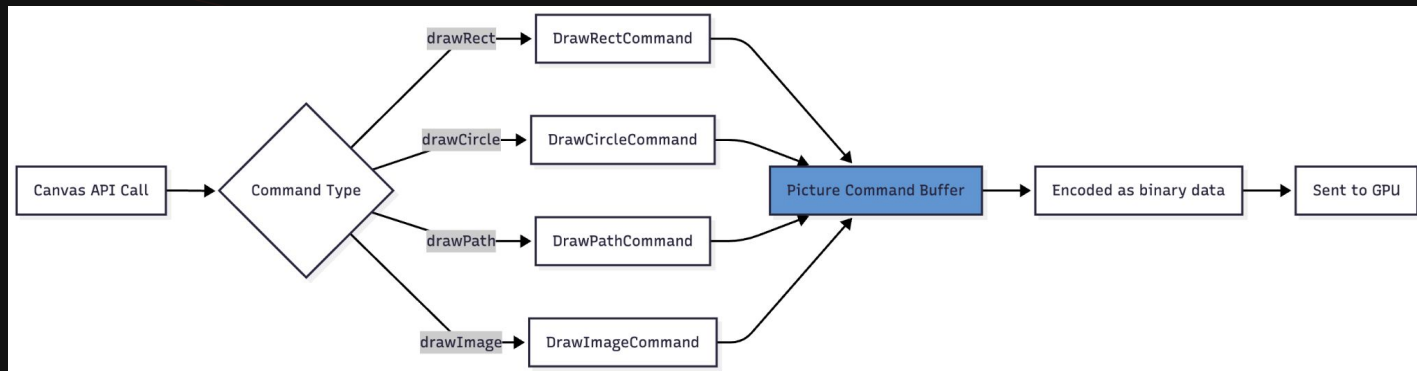 Canvas API Call
Command Type
drawRect
drawCircle
drawPath
drawImage
DrawRectCommand
DrawCircleCommand
DrawPathCommand
DrawImageCommand
Picture Command Buffer
Encoded as binary data
Sent to GPU